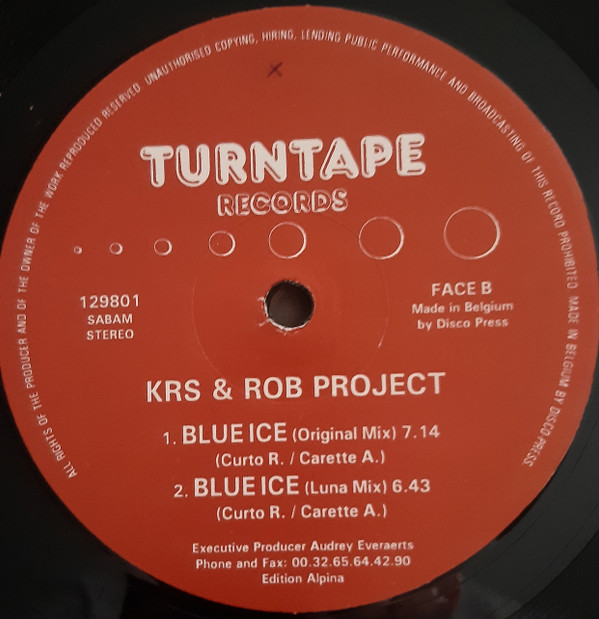 ALL RIGHTS OF THE PRODUCER AND OF THE OWNER OF THE WORK REPRODUCED RESERVED. UNAUTHORISED COPYING, HIRING, LENDING PUBLIC PERFORMANCE AND BROADCASTING OF THIS RECORD PROHIBITED. MADE IN BELGIUM BY DISCO PRESS
TURNTAPE
RECORDS
129801
SABAM
STEREO
FACE B
Made in Belgium
by Disco Press
KRS & ROB PROJECT
1. BLUE ICE (Original Mix) 7.14
(Curto R. / Carette A.)
2. BLUE ICE (Luna Mix) 6.43
(Curto R. / Carette A.)
Executive Producer Audrey Everaerts
Phone and Fax: 00.32.65.64.42.90
Edition Alpina